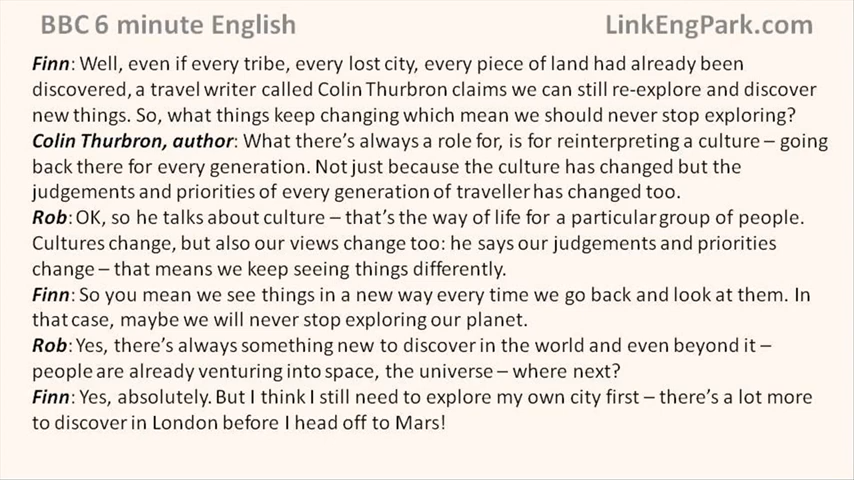 BBC 6 minute English
LinkEngPark.com
Finn: Well, even if every tribe, every lost city, every piece of land had already been
discovered, a travel writer called Colin Thurbron claims we can still re-explore and discover
new things. So, what things keep changing which mean we should never stop exploring?
Colin Thurbron, author: What there’s always a role for, is for reinterpreting a culture – going
back there for every generation. Not just because the culture has changed but the
judgements and priorities of every generation of traveller has changed too.
Rob: OK, so he talks about culture – that’s the way of life for a particular group of people.
Cultures change, but also our views change too: he says our judgements and priorities
change – that means we keep seeing things differently.
Finn: So you mean we see things in a new way every time we go back and look at them. In
that case, maybe we will never stop exploring our planet.
Rob: Yes, there’s always something new to discover in the world and even beyond it –
people are already venturing into space, the universe – where next?
Finn: Yes, absolutely. But I think I still need to explore my own city first – there’s a lot more
to discover in London before I head off to Mars!